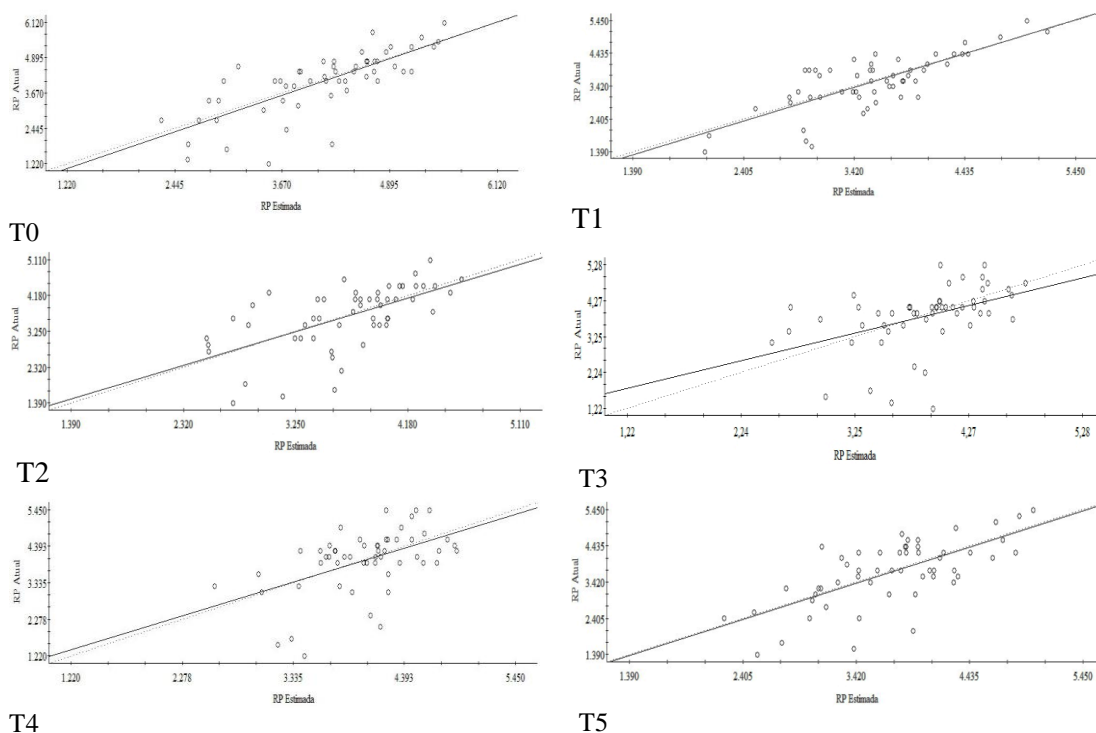 6.120
4.895
3.670
2.445
1.220
RP Atual
1.220 2.445 3.670 4.895 6.120
RP Estimada
T0
5.450
4.435
3.420
2.405
1.390
RP Atual
1.390 2.405 3.420 4.435 5.450
RP Estimada
T1
5.110
4.180
3.250
2.320
1.390
RP Atual
1.390 2.320 3.250 4.180 5.110
RP Estimada
T2
5,28
4,27
3,25
2,24
1,22
RP Atual
1,22 2,24 3,25 4,27 5,28
RP Estimada
T3
5.450
4.393
3.335
2.278
1.220
RP Atual
1.220 2.278 3.335 4.393 5.450
RP Estimada
T4
5.450
4.435
3.420
2.405
1.390
RP Atual
1.390 2.405 3.420 4.435 5.450
RP Estimada
T5